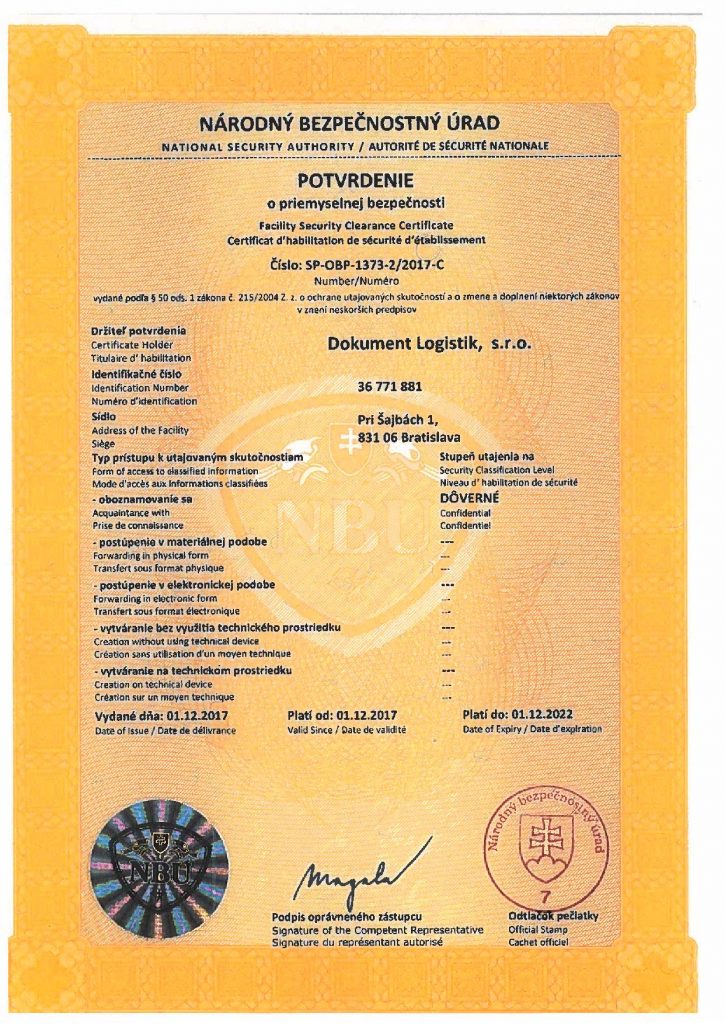 NÁRODNÝ BEZPEČNOSTNÝ ÚRAD
NATIONAL SECURITY AUTHORITY / AUTORITÉ DE SÉCURITÉ NATIONALE
POTVRDENIE
o priemyselnej bezpečnosti
Facility Security Clearance Certificate
Certificat d'habilitation de sécurité d'établissement
Číslo: SP-OBP-1373-2/2017-C
Number/Numéro
vydané podľa § 50 ods. 1 zákona č. 215/2004 Z. z. o ochrane utajovaných skutočností a o zmene a doplnení niektorých zákonov
v znení neskorších predpisov
Držiteľ potvrdenia
Certificate Holder
Dokument Logistik, s.r.o.
Titulaire d' habilitation
Identifikačné číslo
Identification Number
36 771 881
Numéro d'identification
Sídlo
Pri Šajbách 1,
Address of the Facility
831 06 Bratislava
Siège
Typ prístupu k utajovaným skutočnostiam
Stupeň utajenia na
Form of access to classified information
Security Classification Level
Mode d'accès aux informations classifiées
Niveau d' habilitation de sécurité
- oboznamovanie sa
DÔVERNÉ
Acquaintance with
Confidential
Prise de connaissance
Confidentiel
- postúpenie v materiálnej podobe
---
Forwarding in physical form
---
Transfert sous format physique
---
- postúpenie v elektronickej podobe
---
Forwarding in electronic form
---
Transfert sous format électronique
---
- vytváranie bez využitia technického prostriedku
---
Creation without using technical device
---
Création sans utilisation d'un moyen technique
---
- vytváranie na technickom prostriedku
---
Creation on technical device
---
Création sur un moyen technique
---
Vydané dňa: 01.12.2017
Platí od: 01.12.2017
Platí do: 01.12.2022
Date of Issue / Date de délivrance
Valid Since / Date de validité
Date of Expiry / Date d'expiration
NBÚ
NBÚ
Národný bezpečnostný úrad
7
Magala
Podpis oprávneného zástupcu
Odtlačok pečiatky
Signature of the Competent Representative
Official Stamp
Signature du représentant autorisé
Cachet officiel